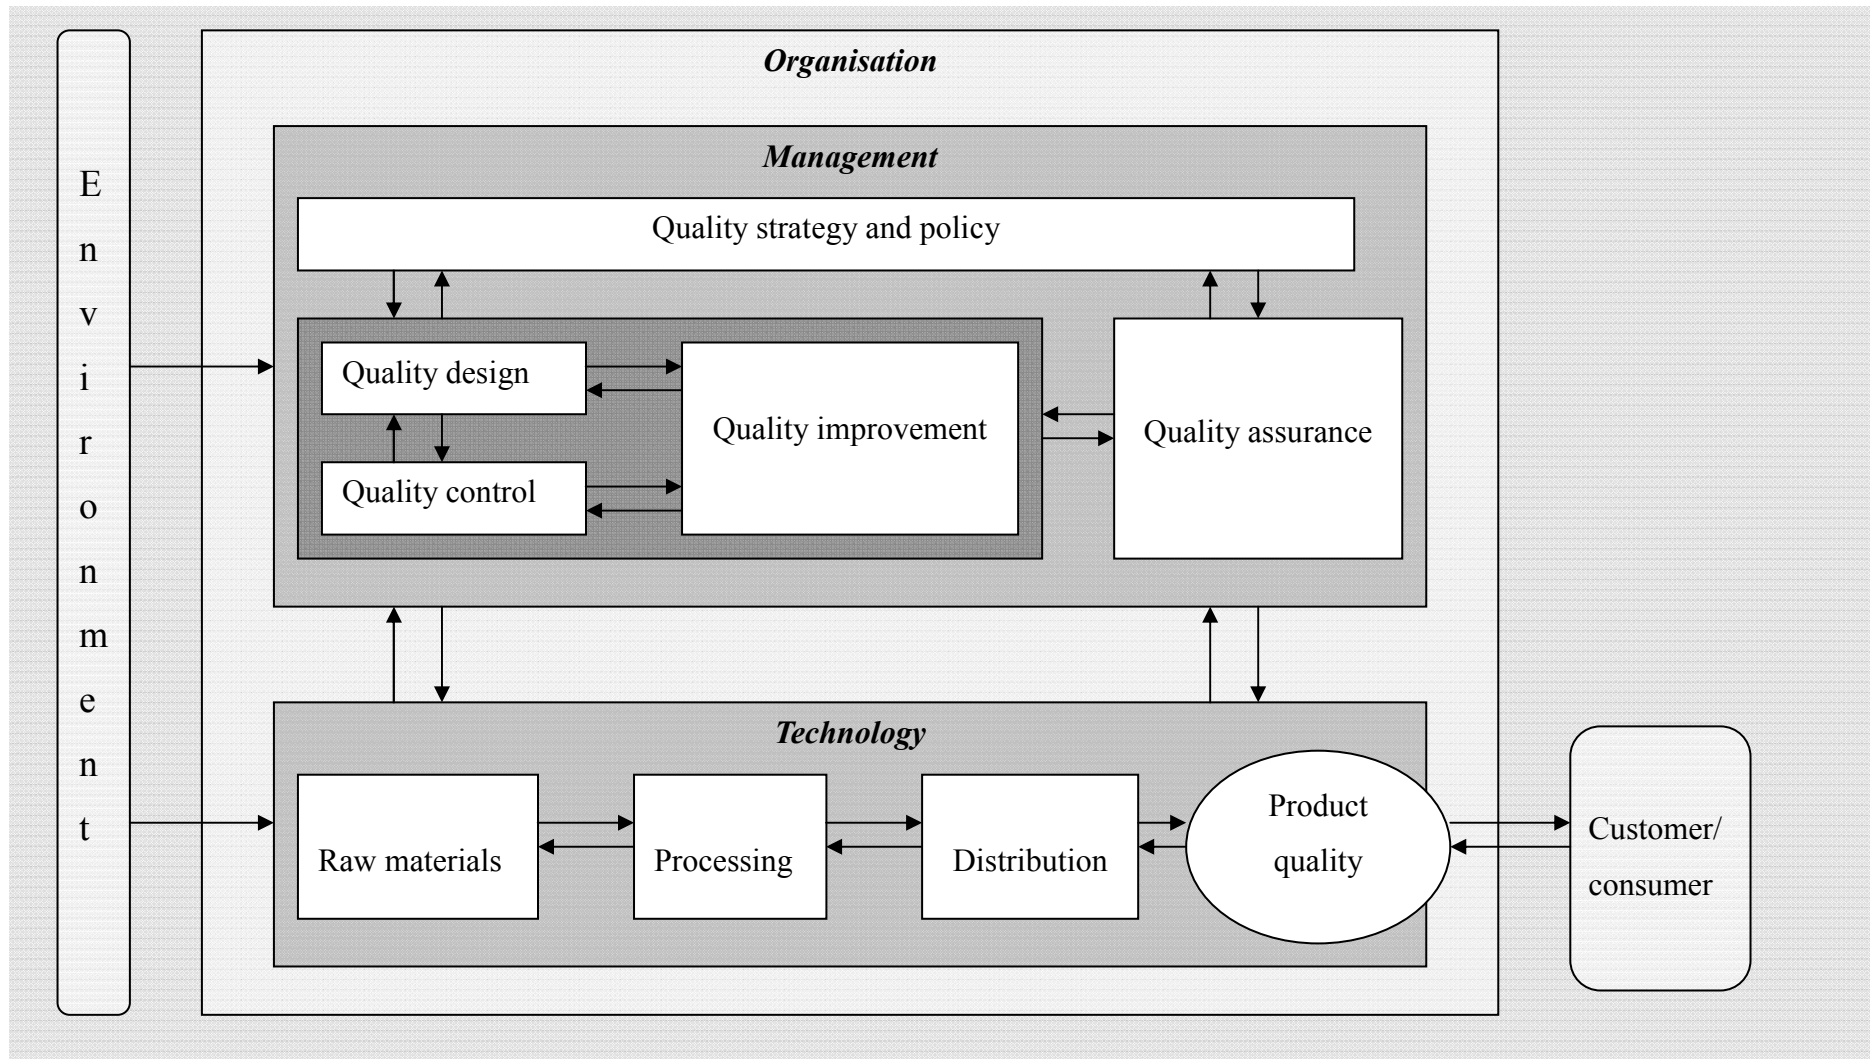 Environment
Organisation
Management
Quality strategy and policy
Quality design
Quality improvement
Quality assurance
Quality control
Technology
Raw materials
Processing
Distribution
Product
quality
Customer/
consumer